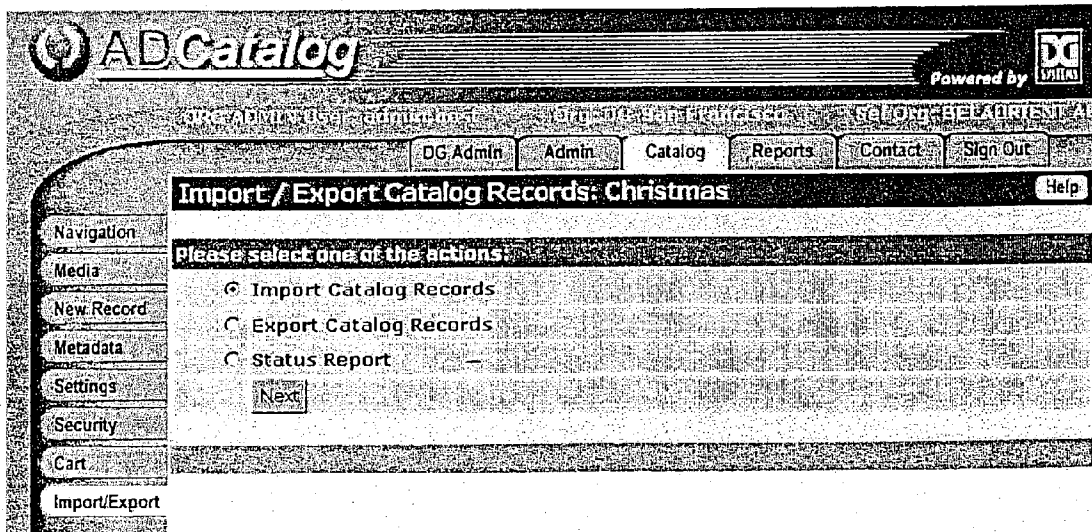 ADCatalog
Powered by DG SYSTEMS
DG Admin Admin Catalog Reports Contact Sign Out
Import / Export Catalog Records: Christmas Help
Navigation
Please select one of the actions:
Media
Import Catalog Records
New Record
Export Catalog Records
Metadata
Status Report
Settings
Next
Security
Cart
Import/Export